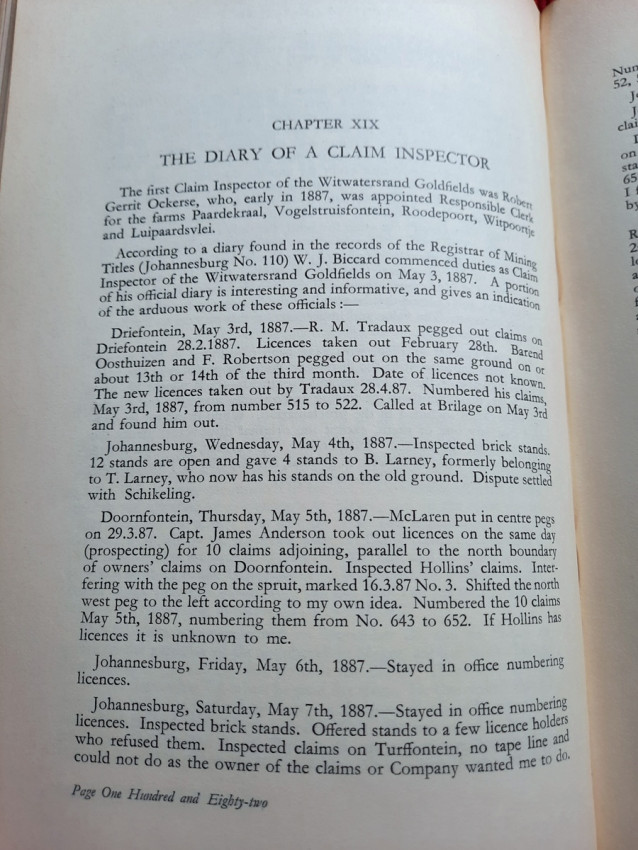 CHAPTER XIX
THE DIARY OF A CLAIM INSPECTOR
The first Claim Inspector of the Witwatersrand Goldfields was Robert
Gerrit Ockerse, who, early in 1887, was appointed Responsible Clerk
for the farms Paardekraal, Vogelstruisfontein, Roodepoort, Witpoortje
and Luipaardsvlei.
According to a diary found in the records of the Registrar of Mining
Titles (Johannesburg No. 110) W. J. Biccard commenced duties as Claim
Inspector of the Witwatersrand Goldfields on May 3, 1887. A portion
of his official diary is interesting and informative, and gives an indication
of the arduous work of these officials :—
Driefontein, May 3rd, 1887.—R. M. Tradaux pegged out claims on
Driefontein 28.2.1887. Licences taken out February 28th. Barend
Oosthuizen and F. Robertson pegged out on the same ground on or
about 13th or 14th of the third month. Date of licences not known.
The new licences taken out by Tradaux 28.4.87. Numbered his claims,
May 3rd, 1887, from number 515 to 522. Called at Brilage on May 3rd
and found him out.
Johannesburg, Wednesday, May 4th, 1887.—Inspected brick stands.
12 stands are open and gave 4 stands to B. Larney, formerly belonging
to T. Larney, who now has his stands on the old ground. Dispute settled
with Schikeling.
Doornfontein, Thursday, May 5th, 1887.—McLaren put in centre pegs
on 29.3.87. Capt. James Anderson took out licences on the same day
(prospecting) for 10 claims adjoining, parallel to the north boundary
of owners' claims on Doornfontein. Inspected Hollins' claims. Inter-
fering with the peg on the spruit, marked 16.3.87 No. 3. Shifted the north
west peg to the left according to my own idea. Numbered the 10 claims
May 5th, 1887, numbering them from No. 643 to 652. If Hollins has
licences it is unknown to me.
Johannesburg, Friday, May 6th, 1887.—Stayed in office numbering
licences.
Johannesburg, Saturday, May 7th, 1887.—Stayed in office numbering
licences. Inspected brick stands. Offered stands to a few licence holders
who refused them. Inspected claims on Turffontein, no tape line and
could not do as the owner of the claims or Company wanted me to do.
Page One Hundred and Eighty-two